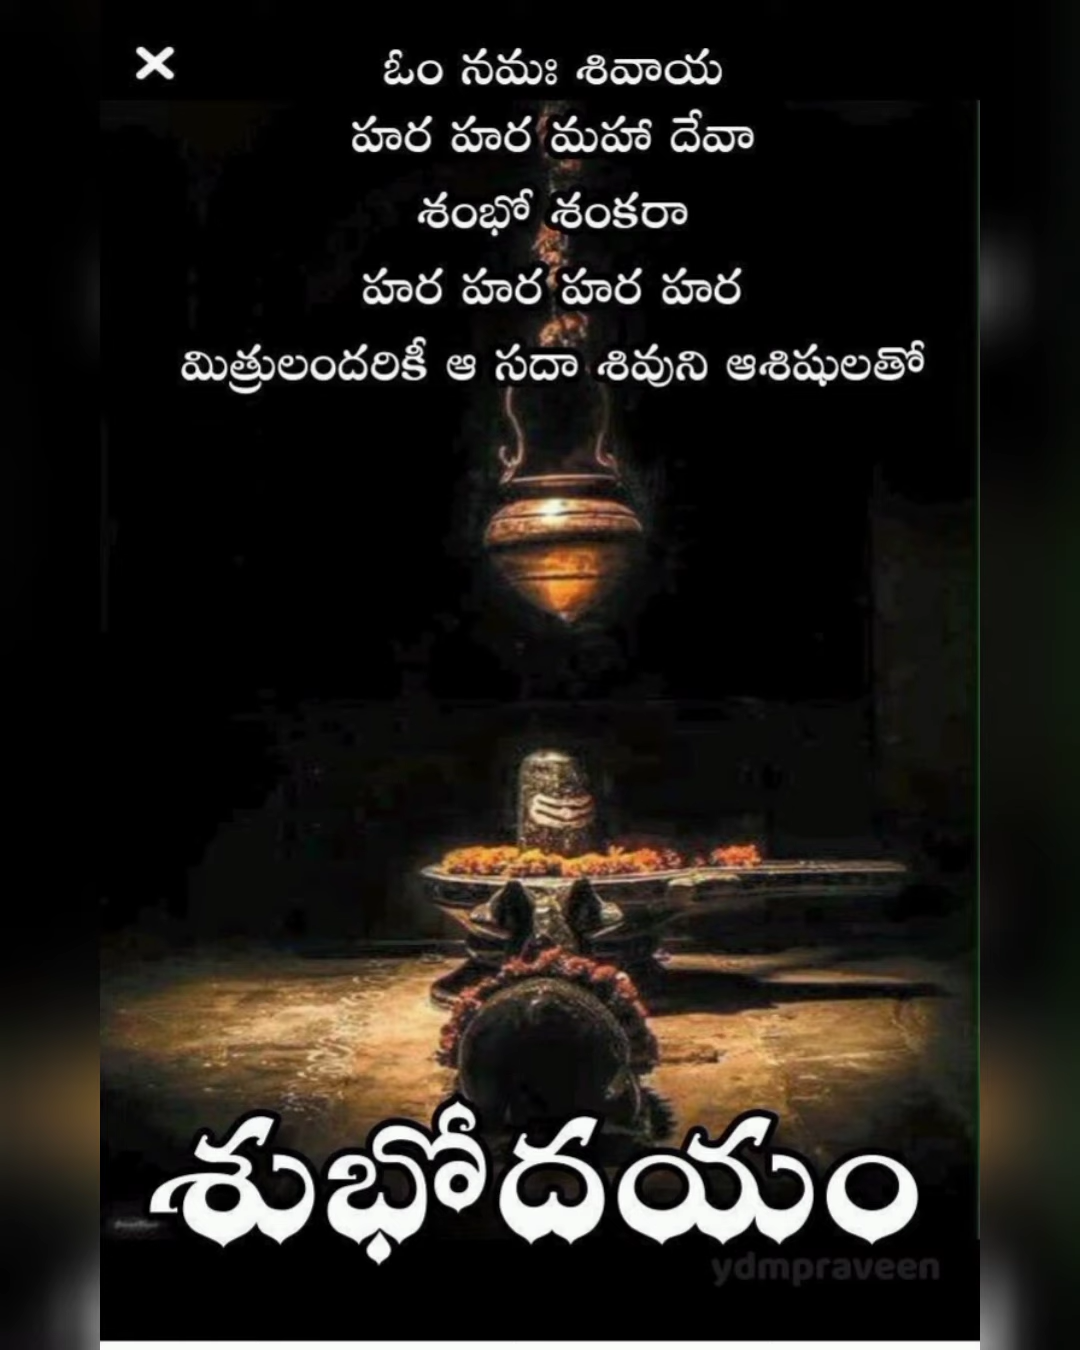 ఓం నమః శివాయ
హర హర మహా దేవా
శంభో శంకరా
హర హర హర హర
మిత్రులందరికీ ఆ సదా శివుని ఆశిషులతో
శుభోదయం
ydmpraveen